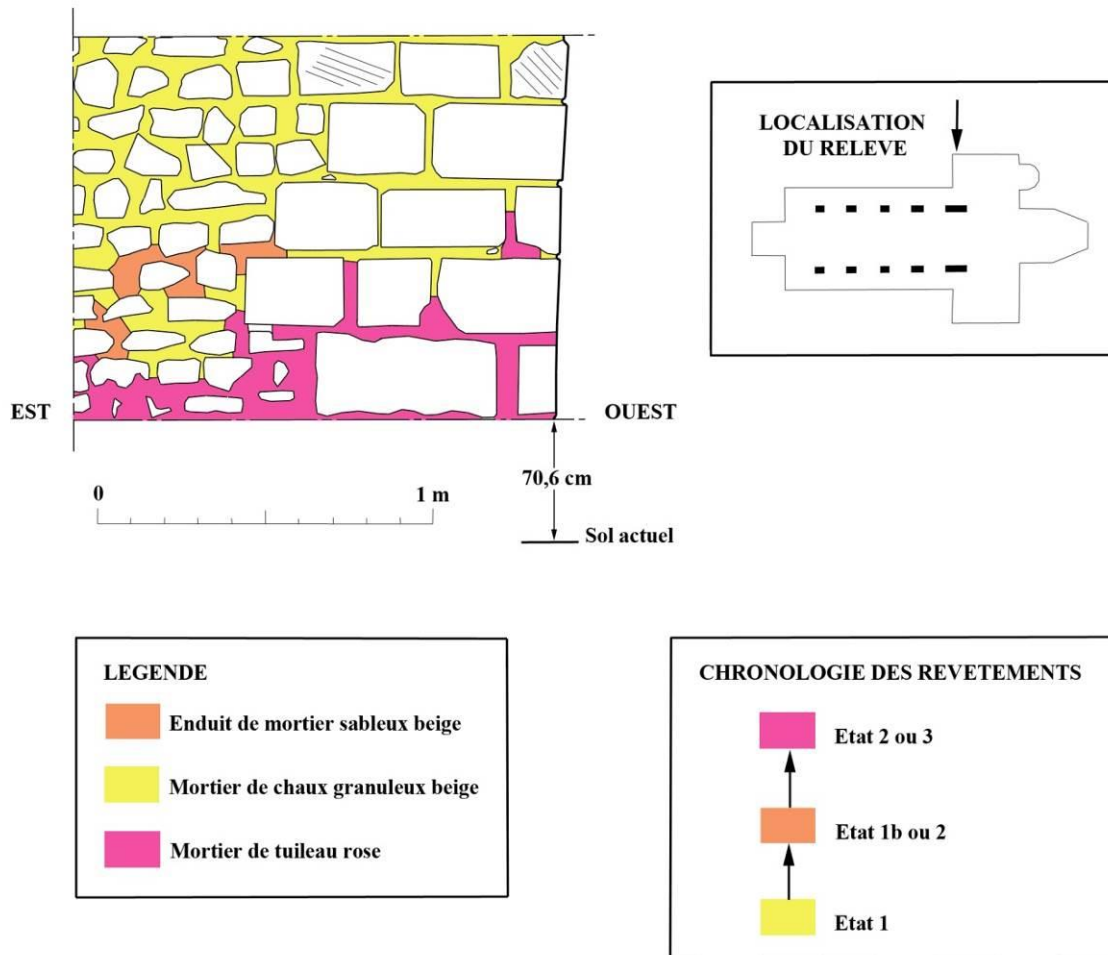 LOCALISATION
DU RELEVE
EST
OUEST
70,6 cm
0
1 m
Sol actuel
LEGENDE
Enduit de mortier sableux beige
Mortier de chaux granuleux beige
Mortier de tuileau rose
CHRONOLOGIE DES REVETEMENTS
Etat 2 ou 3
Etat 1b ou 2
Etat 1